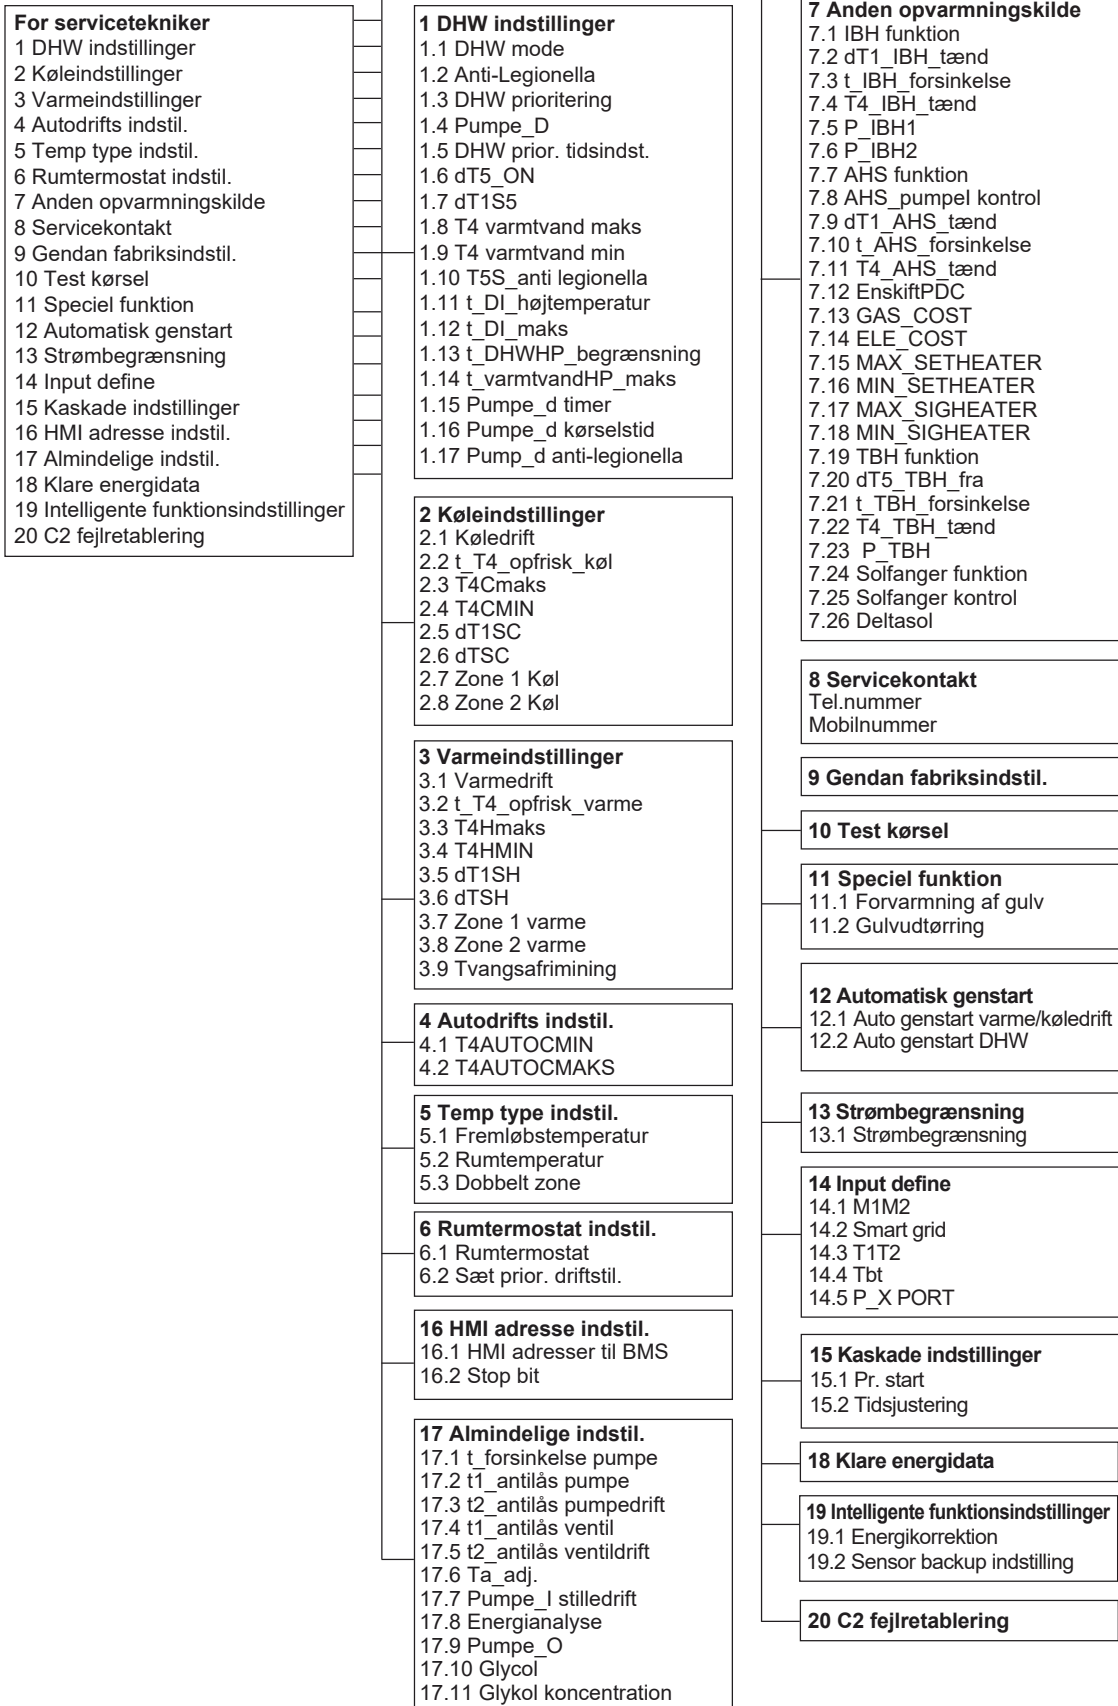 For servicetekniker
1 DHW indstillinger
2 Køleindstillinger
3 Varmeindstillinger
4 Autodrifts indstil.
5 Temp type indstil.
6 Rumtermostat indstil.
7 Anden opvarmningskilde
8 Servicekontakt
9 Gendan fabriksindstil.
10 Test kørsel
11 Speciel funktion
12 Automatisk genstart
13 Strømbegrænsning
14 Input define
15 Kaskade indstillinger
16 HMI adresse indstil.
17 Almindelige indstil.
18 Klare energidata
19 Intelligente funktionsindstillinger
20 C2 fejlretablering
1 DHW indstillinger
1.1 DHW mode
1.2 Anti-Legionella
1.3 DHW prioritering
1.4 Pumpe_D
1.5 DHW prior. tidsindst.
1.6 dT5_ON
1.7 dT1S5
1.8 T4 varmtvand maks
1.9 T4 varmtvand min
1.10 T5S_anti legionella
1.11 t_DI_højtemperatur
1.12 t_DI_maks
1.13 t_DHWHP_begrænsning
1.14 t_varmtvandHP_maks
1.15 Pumpe_d timer
1.16 Pumpe_d kørselstid
1.17 Pump_d anti-legionella
2 Køleindstillinger
2.1 Køledrift
2.2 t_T4_opfrisk_køl
2.3 T4Cmaks
2.4 T4CMIN
2.5 dT1SC
2.6 dTSC
2.7 Zone 1 Køl
2.8 Zone 2 Køl
3 Varmeindstillinger
3.1 Varmedrift
3.2 t_T4_opfrisk_varme
3.3 T4Hmaks
3.4 T4HMIN
3.5 dT1SH
3.6 dTSH
3.7 Zone 1 varme
3.8 Zone 2 varme
3.9 Tvangsafrimining
4 Autodrifts indstil.
4.1 T4AUTOCMIN
4.2 T4AUTOCMAKS
5 Temp type indstil.
5.1 Fremløbstemperatur
5.2 Rumtemperatur
5.3 Dobbelt zone
6 Rumtermostat indstil.
6.1 Rumtermostat
6.2 Sæt prior. driftstil.
16 HMI adresse indstil.
16.1 HMI adresser til BMS
16.2 Stop bit
17 Almindelige indstil.
17.1 t_forsinkelse pumpe
17.2 t1_antilås pumpe
17.3 t2_antilås pumpedrift
17.4 t1_antilås ventil
17.5 t2_antilås ventildrift
17.6 Ta_adj.
17.7 Pumpe_I stilledrift
17.8 Energianalyse
17.9 Pumpe_O
17.10 Glycol
17.11 Glykol koncentration
7 Anden opvarmningskilde
7.1 IBH funktion
7.2 dT1_IBH_tænd
7.3 t_IBH_forsinkelse
7.4 T4_IBH_tænd
7.5 P_IBH1
7.6 P_IBH2
7.7 AHS funktion
7.8 AHS_pumpeI kontrol
7.9 dT1_AHS_tænd
7.10 t_AHS_forsinkelse
7.11 T4_AHS_tænd
7.12 EnskiftPDC
7.13 GAS_COST
7.14 ELE_COST
7.15 MAX_SETHEATER
7.16 MIN_SETHEATER
7.17 MAX_SIGHEATER
7.18 MIN_SIGHEATER
7.19 TBH funktion
7.20 dT5_TBH_fra
7.21 t_TBH_forsinkelse
7.22 T4_TBH_tænd
7.23 P_TBH
7.24 Solfanger funktion
7.25 Solfanger kontrol
7.26 Deltasol
8 Servicekontakt
Tel.nummer
Mobilnummer
9 Gendan fabriksindstil.
10 Test kørsel
11 Speciel funktion
11.1 Forvarmning af gulv
11.2 Gulvudtørring
12 Automatisk genstart
12.1 Auto genstart varme/køledrift
12.2 Auto genstart DHW
13 Strømbegrænsning
13.1 Strømbegrænsning
14 Input define
14.1 M1M2
14.2 Smart grid
14.3 T1T2
14.4 Tbt
14.5 P_X PORT
15 Kaskade indstillinger
15.1 Pr. start
15.2 Tidsjustering
18 Klare energidata
19 Intelligente funktionsindstillinger
19.1 Energikorrektion
19.2 Sensor backup indstilling
20 C2 fejlretablering